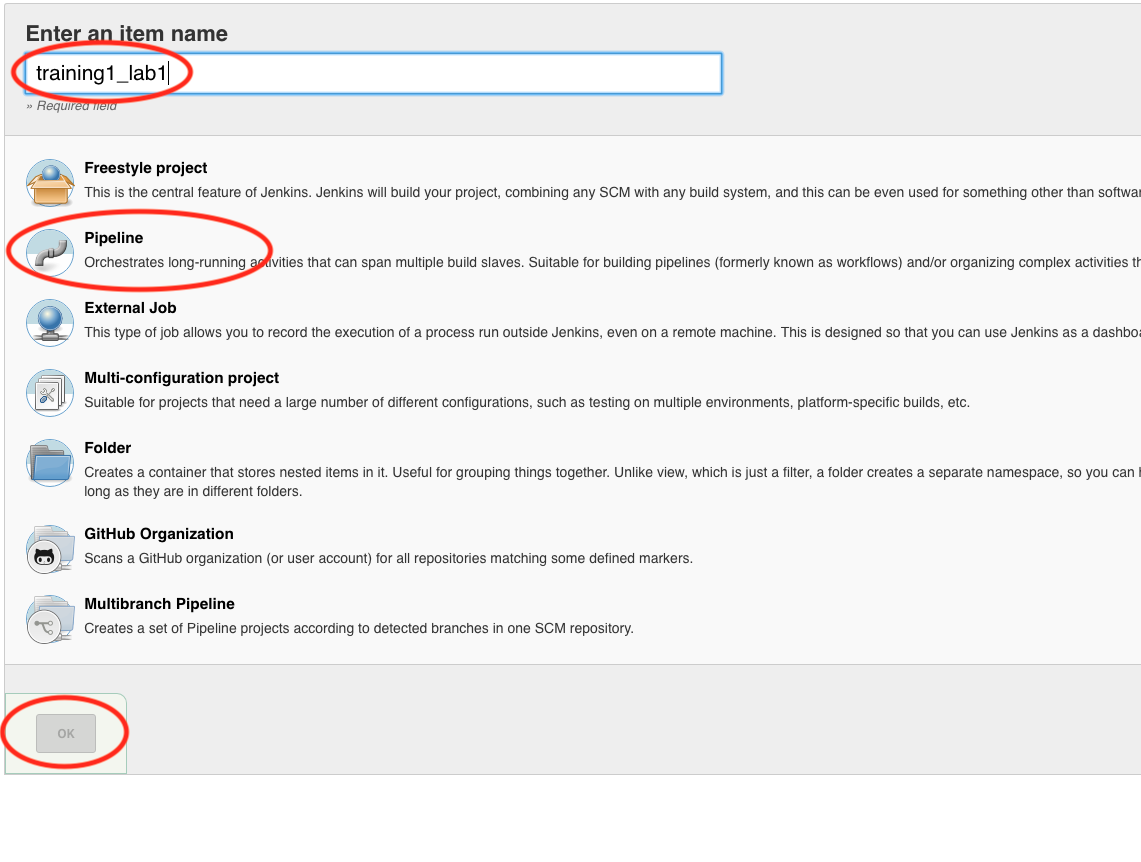 Enter an item name
training1_lab1
» Required field
Freestyle project
This is the central feature of Jenkins. Jenkins will build your project, combining any SCM with any build system, and this can be even used for something other than
Pipeline
Orchestrates long-running activities that can span multiple build slaves. Suitable for building pipelines (formerly known as workflows) and/or organizing complex activities
External Job
This type of job allows you to record the execution of a process run outside Jenkins, even on a remote machine. This is designed so that you can use Jenkins as a
Multi-configuration project
Suitable for projects that need a large number of different configurations, such as testing on multiple environments, platform-specific builds, etc.
Folder
Creates a container that stores nested items in it. Useful for grouping things together. Unlike view, which is just a filter, a folder creates a separate namespace, so you can
long as they are in different folders.
GitHub Organization
Scans a GitHub organization (or user account) for all repositories matching some defined markers.
Multibranch Pipeline
Creates a set of Pipeline projects according to detected branches in one SCM repository.
OK